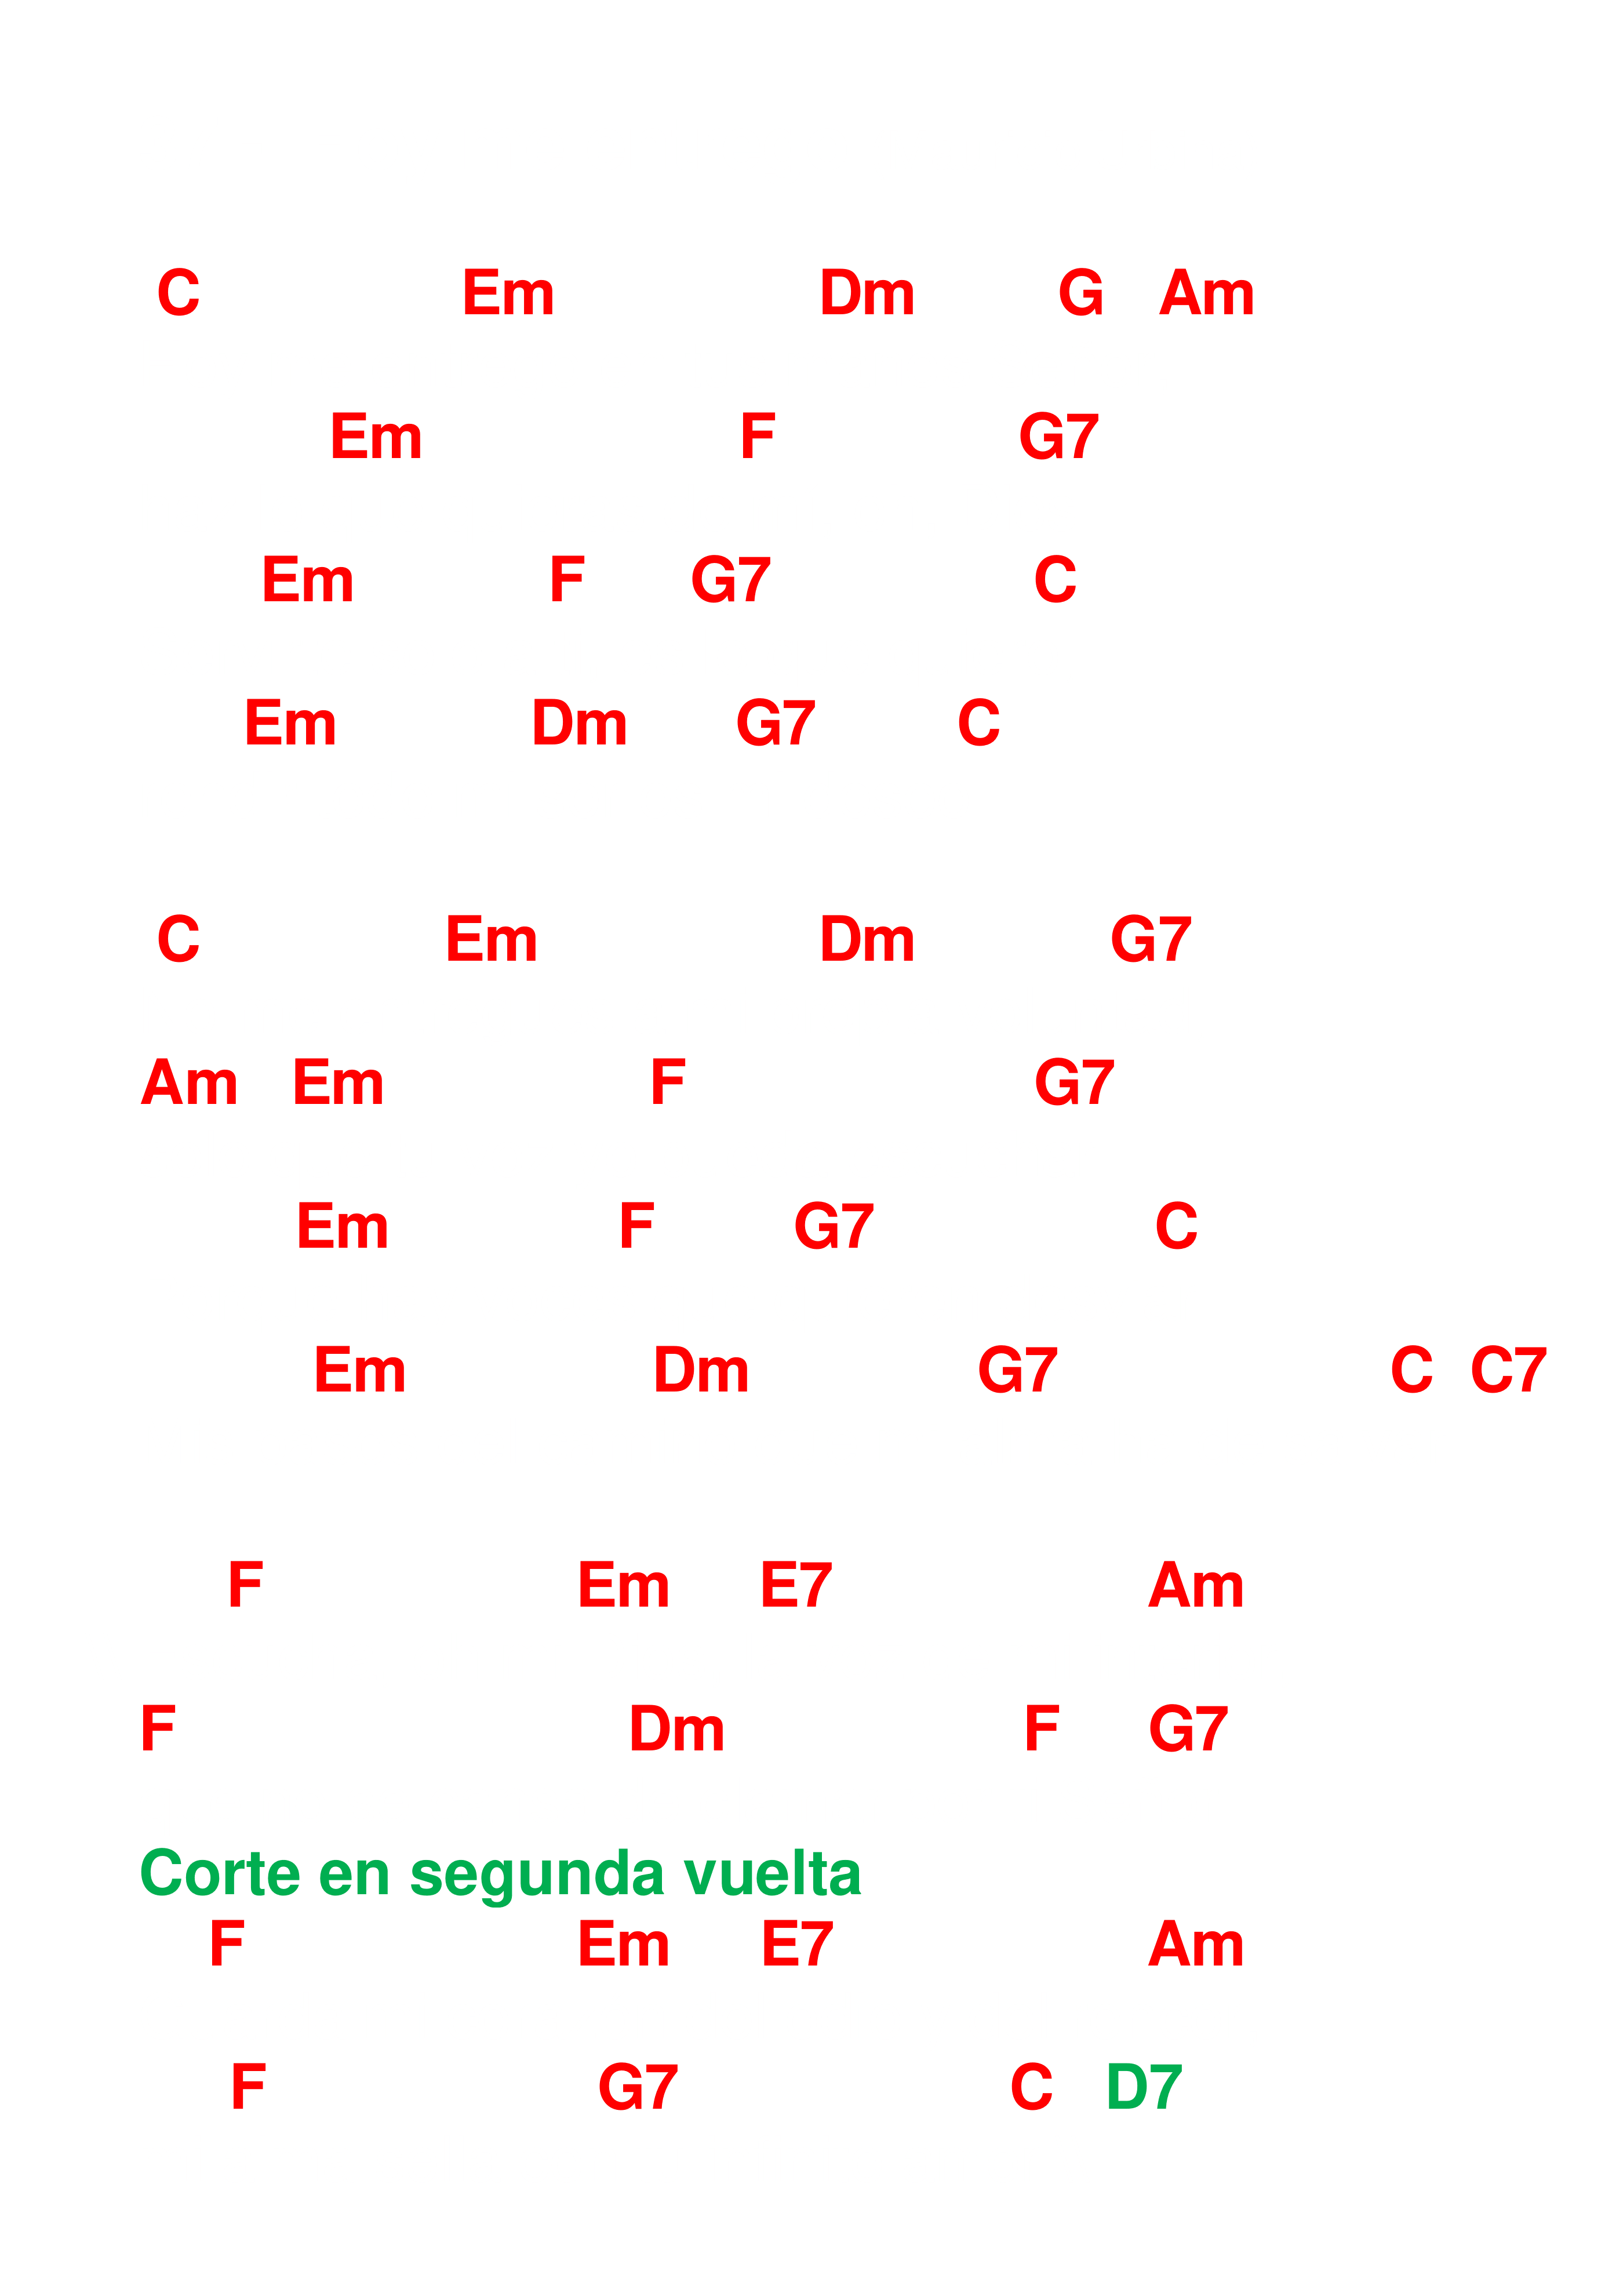 C Em Dm G Am
Em F G7
Em F G7 C
Em Dm G7 C
C Em Dm G7
Am Em F G7
Em F G7 C
Em Dm G7 C C7
F Em E7 Am
F Dm F G7
Corte en segunda vuelta
F Em E7 Am
F G7 C D7